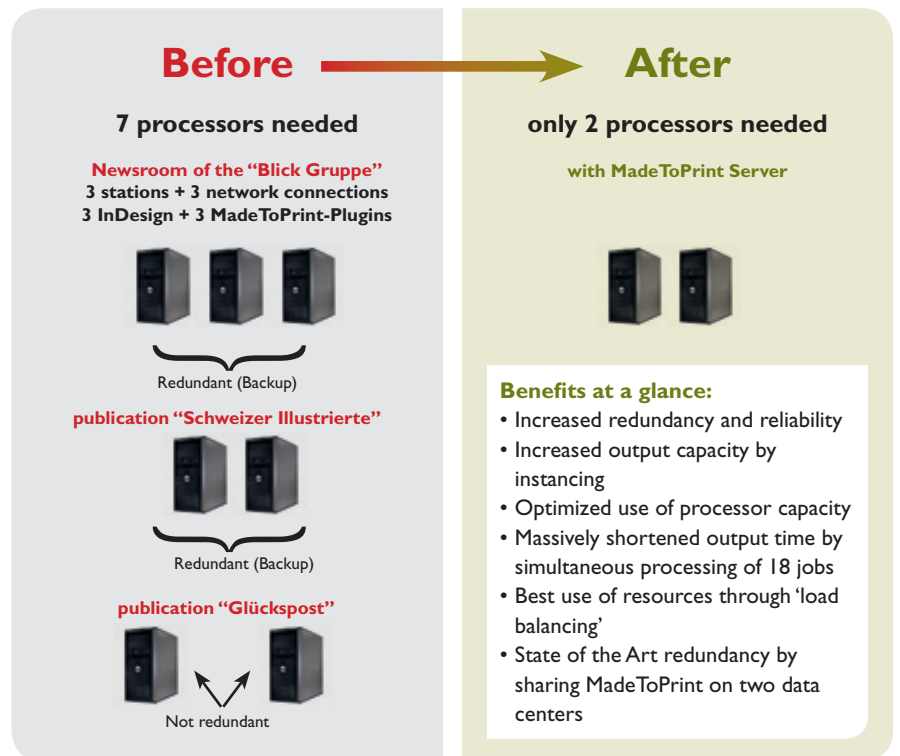 Before
7 processors needed
Newsroom of the “Blick Gruppe”
3 stations + 3 network connections
3 InDesign + 3 MadeToPrint-Plugins
Redundant (Backup)
publication “Schweizer Illustrierte”
Redundant (Backup)
publication “Glückspost”
Not redundant
After
only 2 processors needed
with MadeToPrint Server
Benefits at a glance:
• Increased redundancy and reliability
• Increased output capacity by
instancing
• Optimized use of processor capacity
• Massively shortened output time by
simultaneous processing of 18 jobs
• Best use of resources through ‘load
balancing’
• State of the Art redundancy by
sharing MadeToPrint on two data
centers